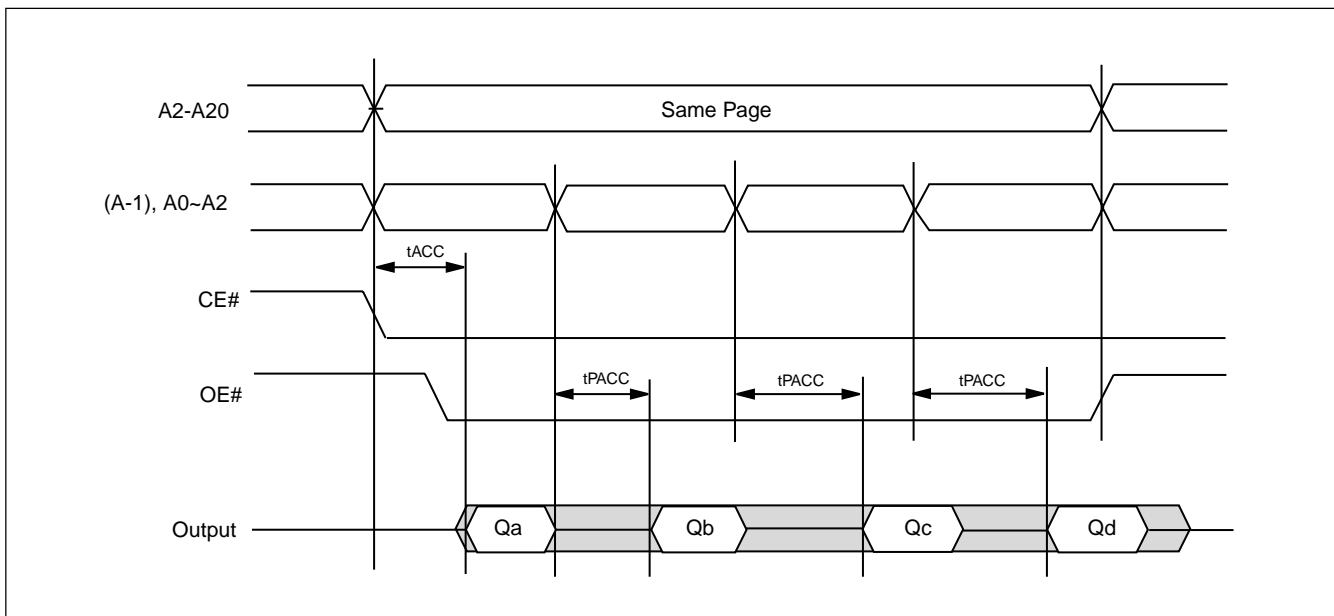 A2-A20
Same Page
(A-1), A0~A2
tACC
CE#
OE#
tPACC tPACC tPACC
Output
Qa Qb Qc Qd